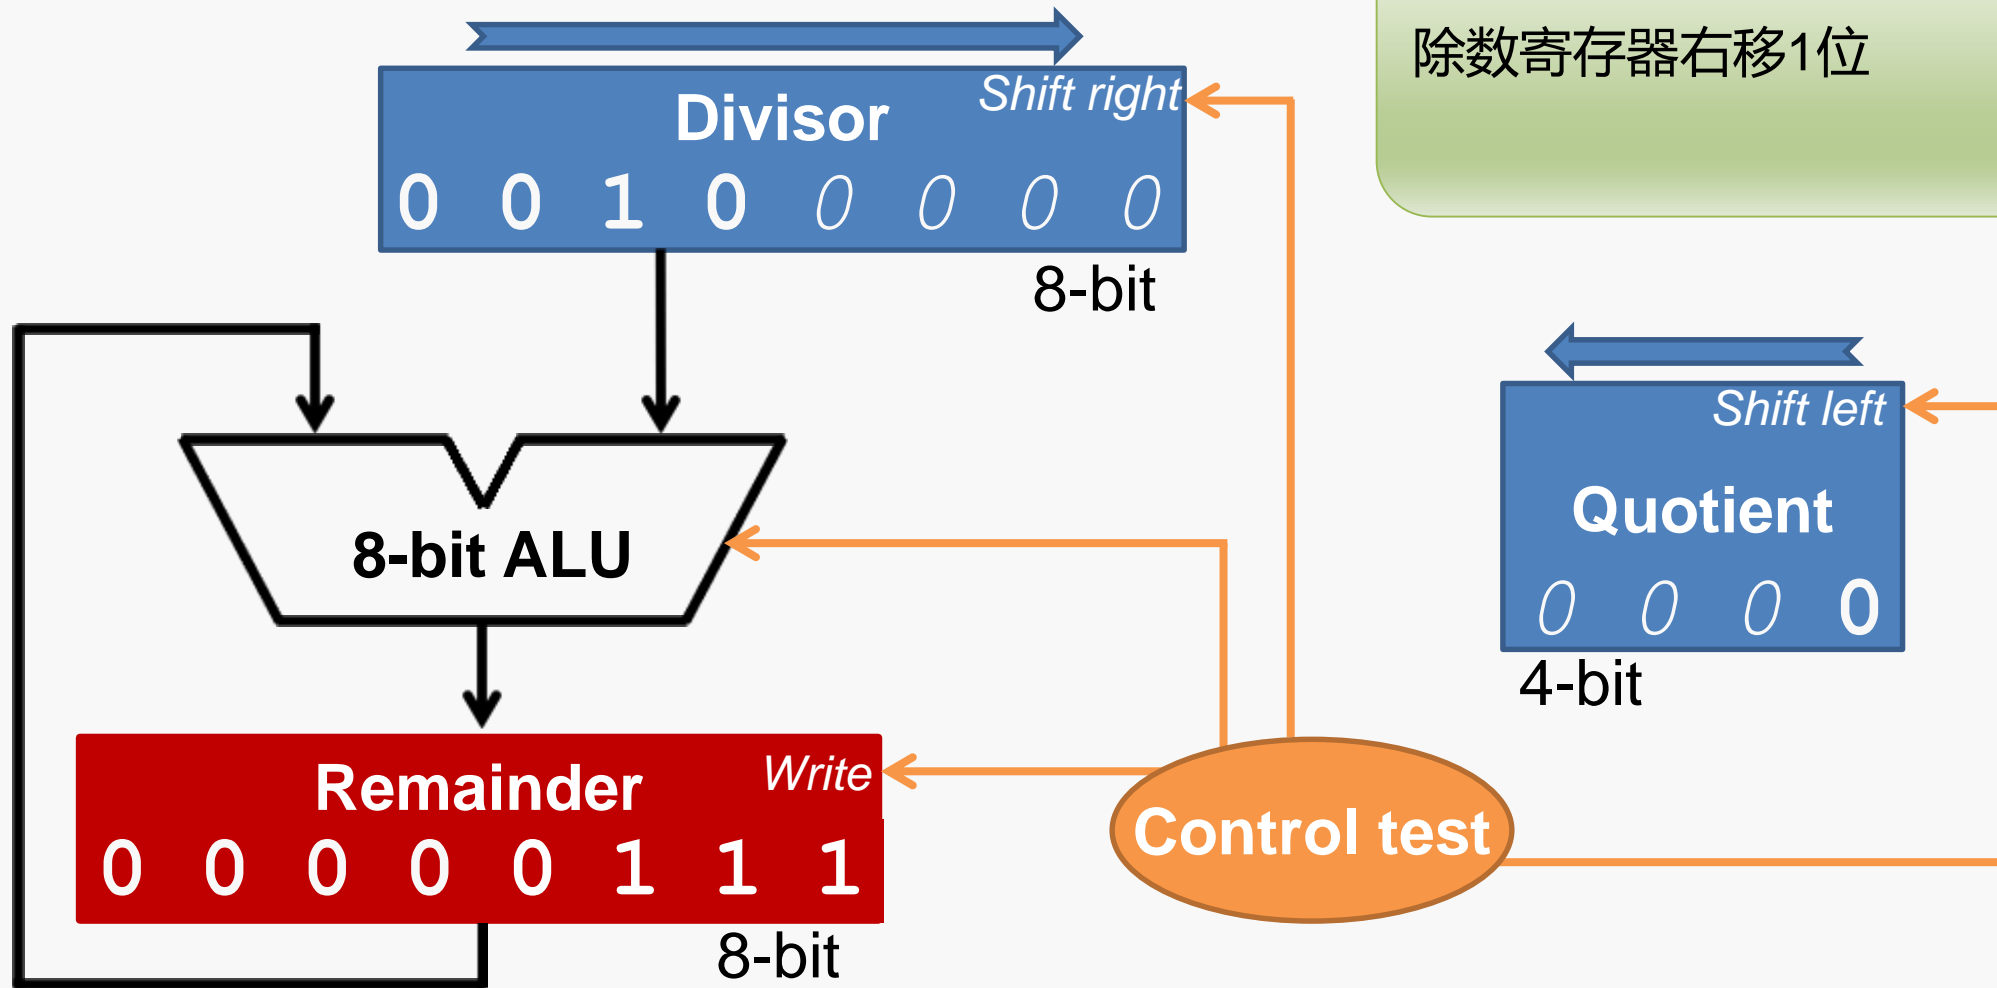 除数寄存器右移1位
Shift right
Divisor
0 0 1 0 0 0 0 0
8-bit
Shift left
Quotient
0 0 0 0
4-bit
8-bit ALU
Write
Remainder
0 0 0 0 0 1 1 1
8-bit
Control test